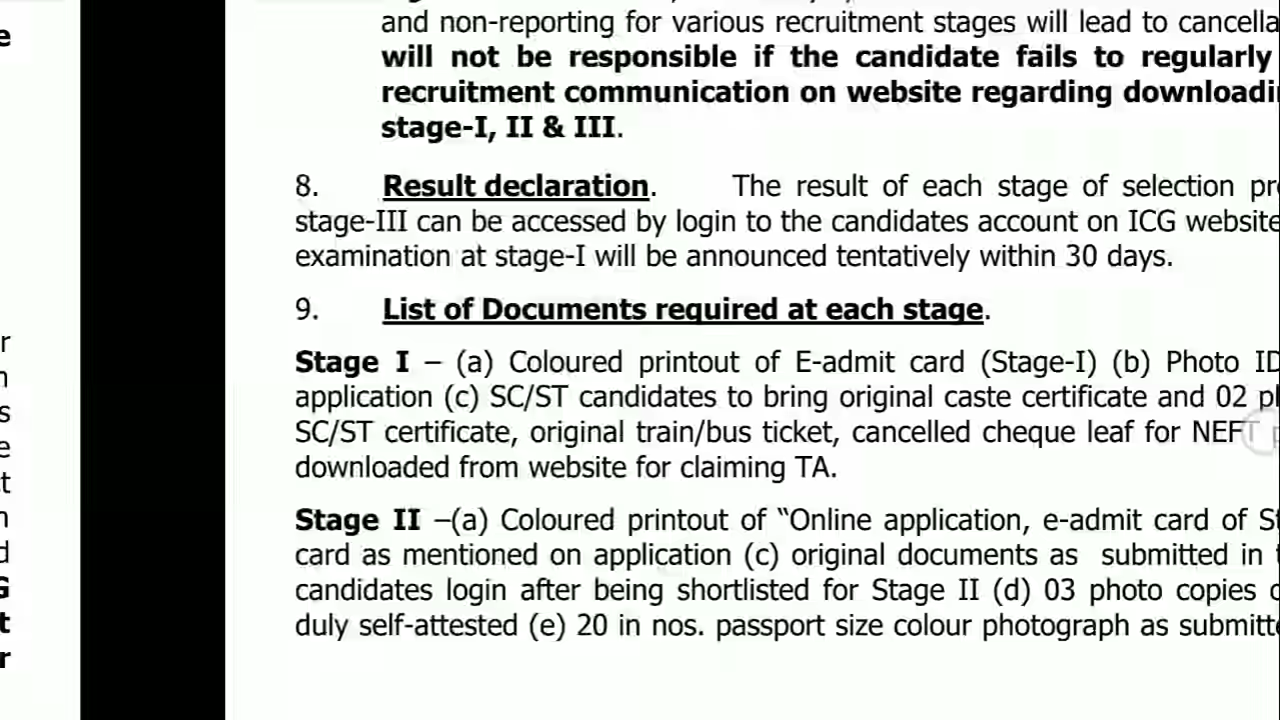 e
r
n
s
e
t
n
d
G
t
r
and non-reporting for various recruitment stages will lead to cancella
will not be responsible if the candidate fails to regularly
recruitment communication on website regarding downloadin
stage-I, II & III.
8. Result declaration. The result of each stage of selection pro
stage-III can be accessed by login to the candidates account on ICG website
examination at stage-I will be announced tentatively within 30 days.
9. List of Documents required at each stage.
Stage I – (a) Coloured printout of E-admit card (Stage-I) (b) Photo ID
application (c) SC/ST candidates to bring original caste certificate and 02 ph
SC/ST certificate, original train/bus ticket, cancelled cheque leaf for NEFT p
downloaded from website for claiming TA.
Stage II –(a) Coloured printout of “Online application, e-admit card of St
card as mentioned on application (c) original documents as submitted in
candidates login after being shortlisted for Stage II (d) 03 photo copies o
duly self-attested (e) 20 in nos. passport size colour photograph as submitte